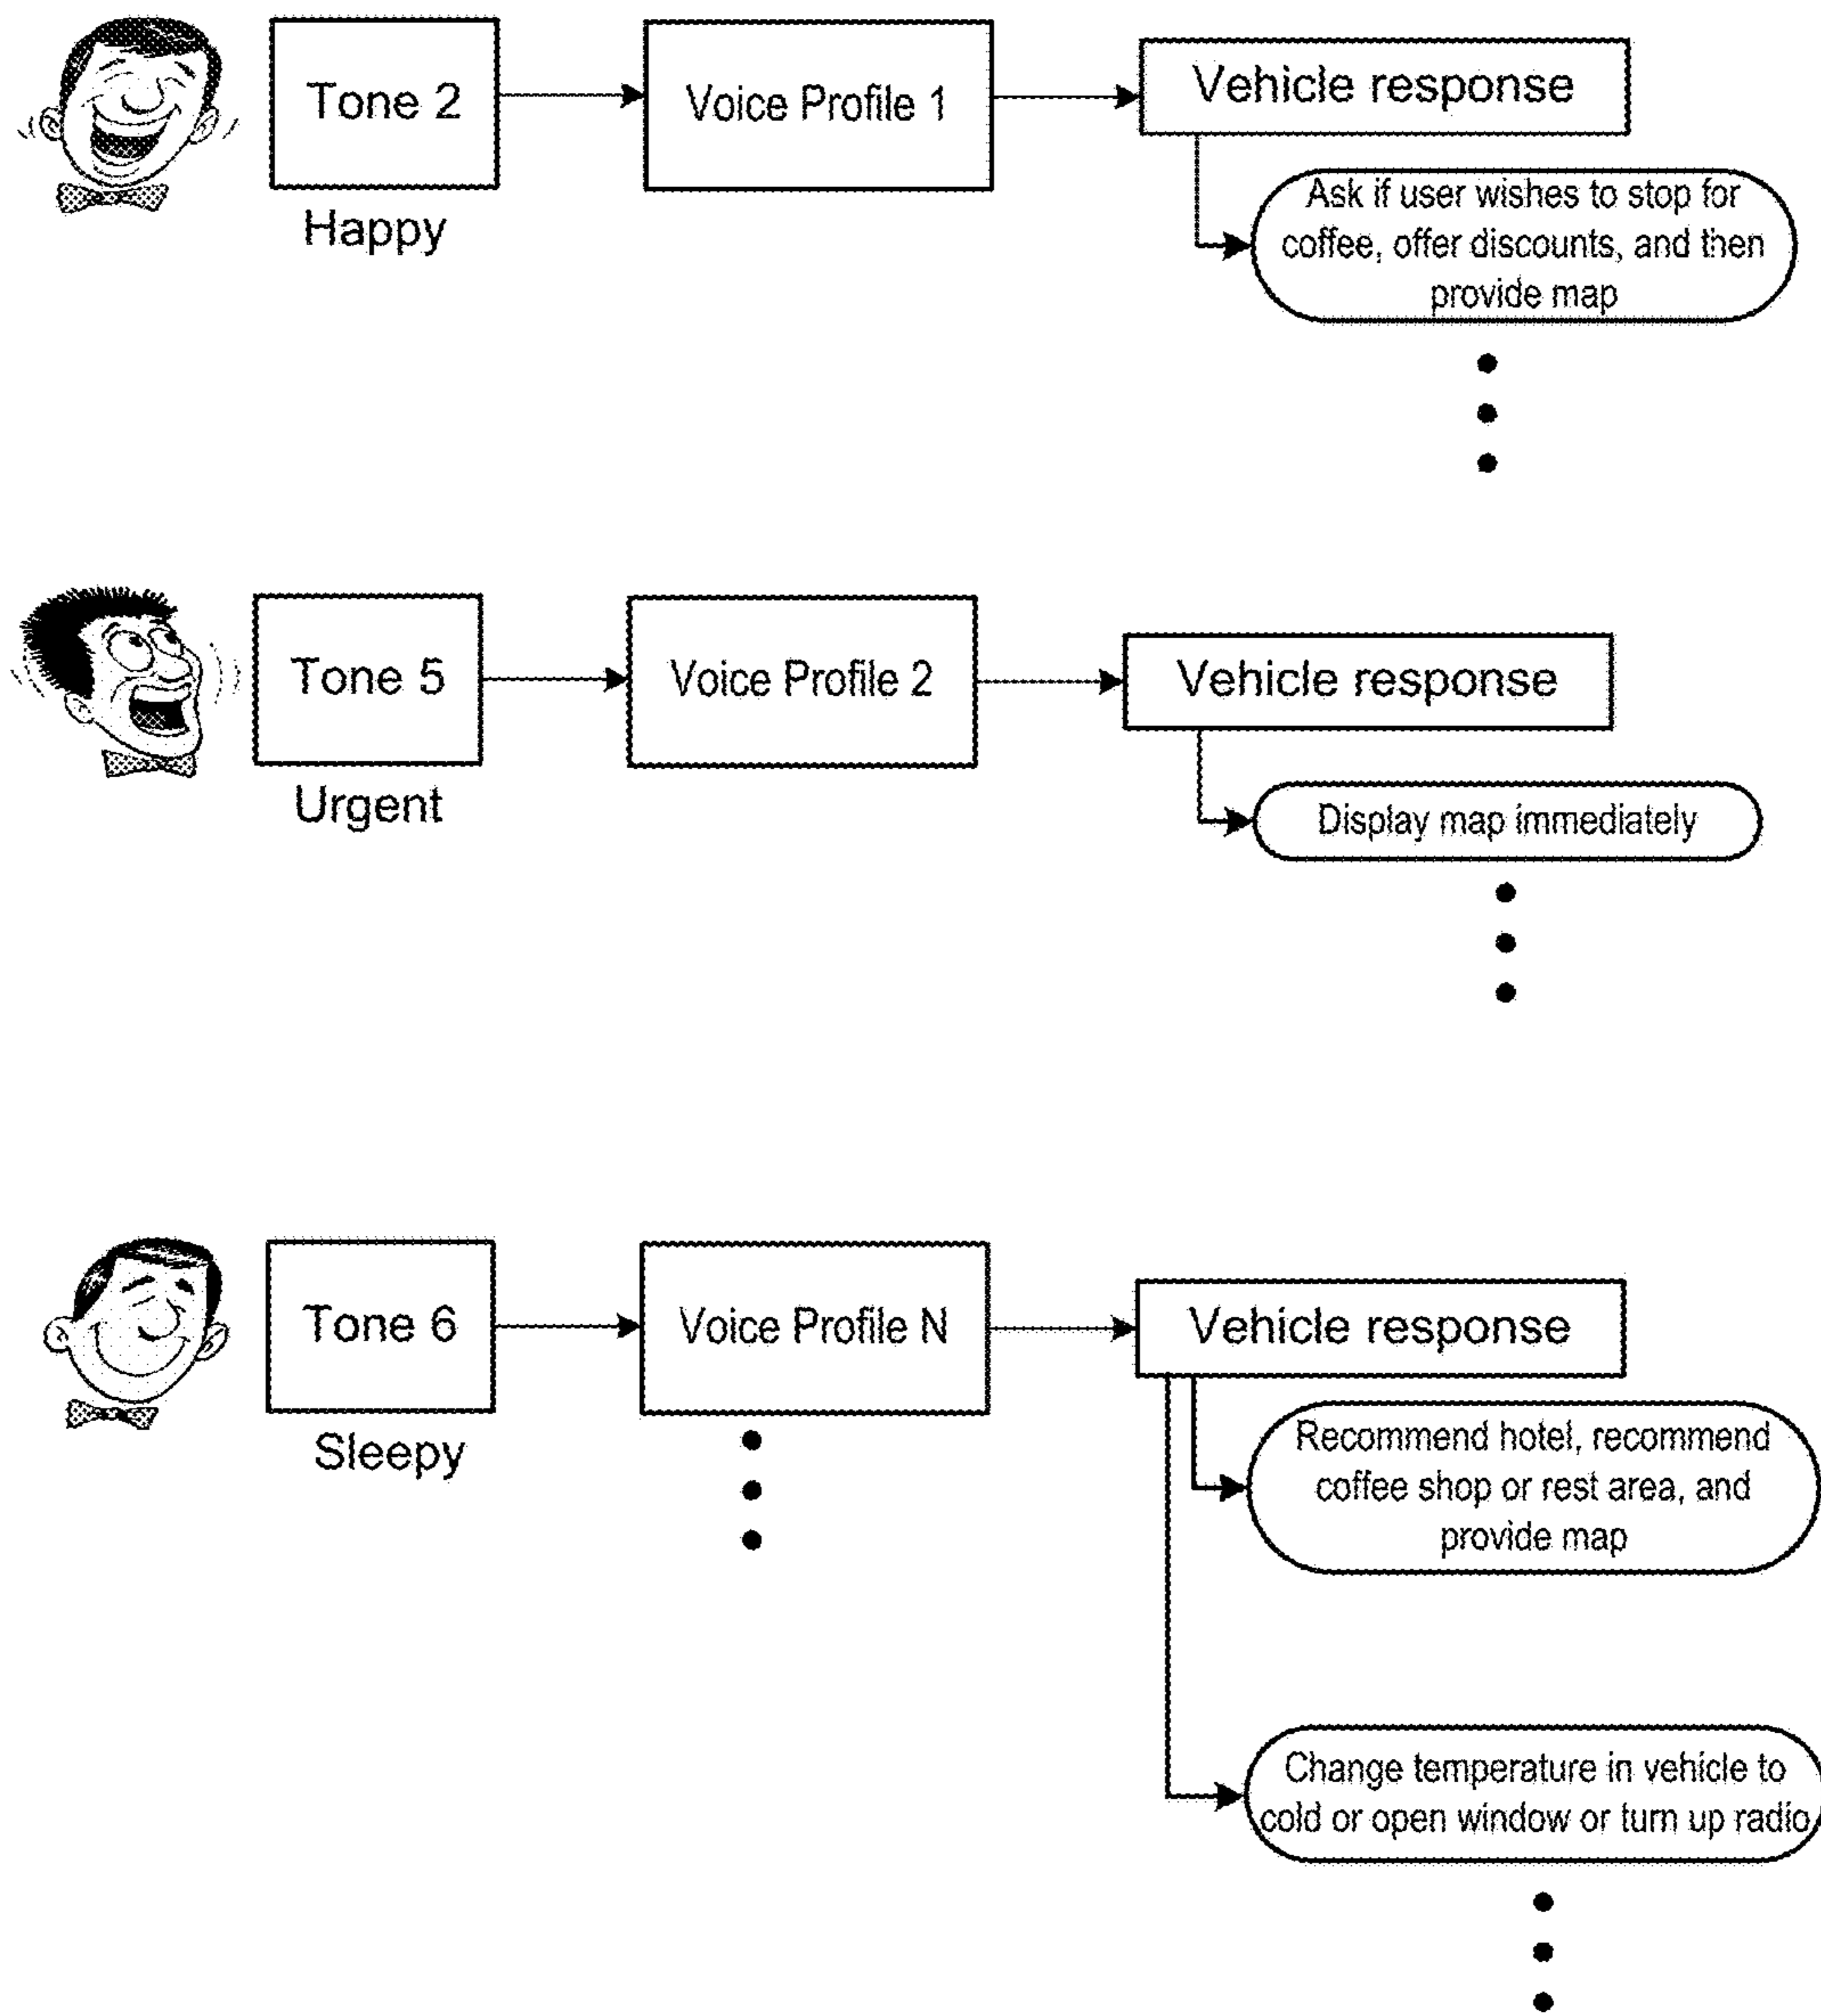 Tone 2
Happy
Voice Profile 1
Vehicle response
Ask if user wishes to stop for
coffee, offer discounts, and then
provide map
Tone 5
Urgent
Voice Profile 2
Vehicle response
Display map immediately
Tone 6
Sleepy
Voice Profile N
Vehicle response
Recommend hotel, recommend
coffee shop or rest area, and
provide map
Change temperature in vehicle to
cold or open window or turn up radio